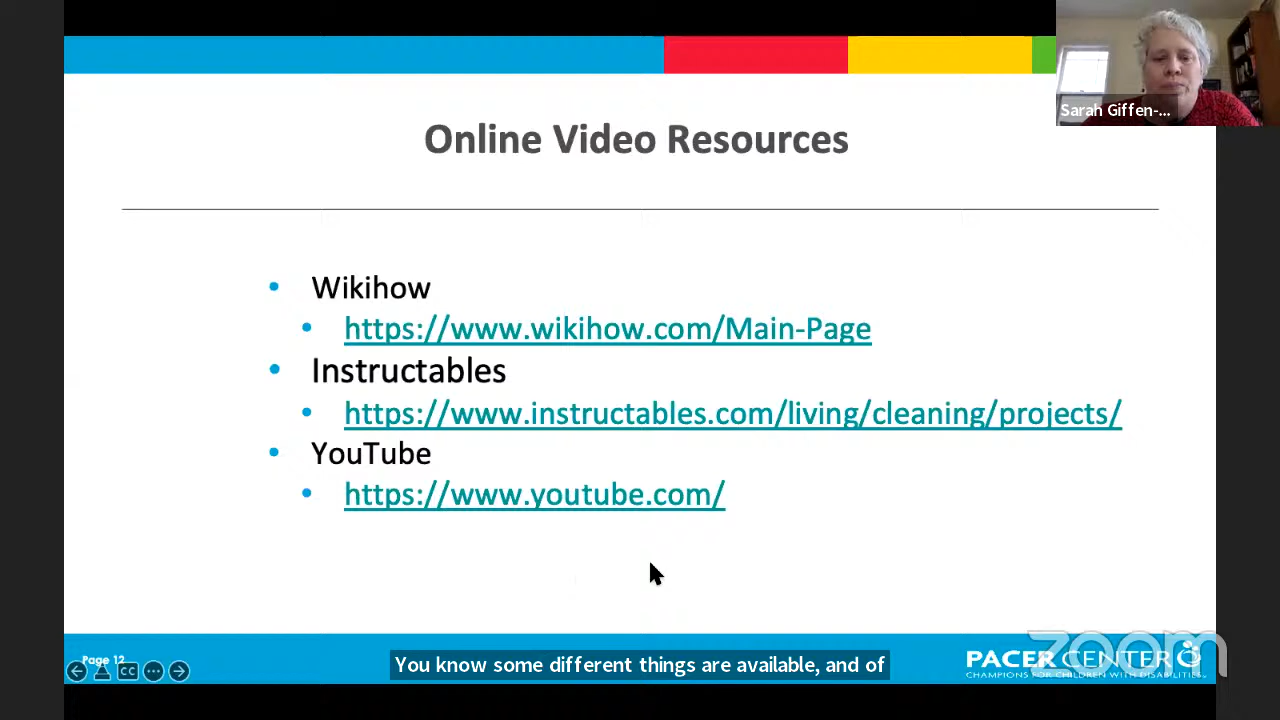 Sarah Giffen-...
Online Video Resources
Wikihow
https://www.wikihow.com/Main-Page
Instructables
https://www.instructables.com/living/cleaning/projects/
YouTube
https://www.youtube.com/
Page 12
CC
You know some different things are available, and of
PACER CENTER
CHAMPIONS FOR CHILDREN WITH DISABILITIES
zoom